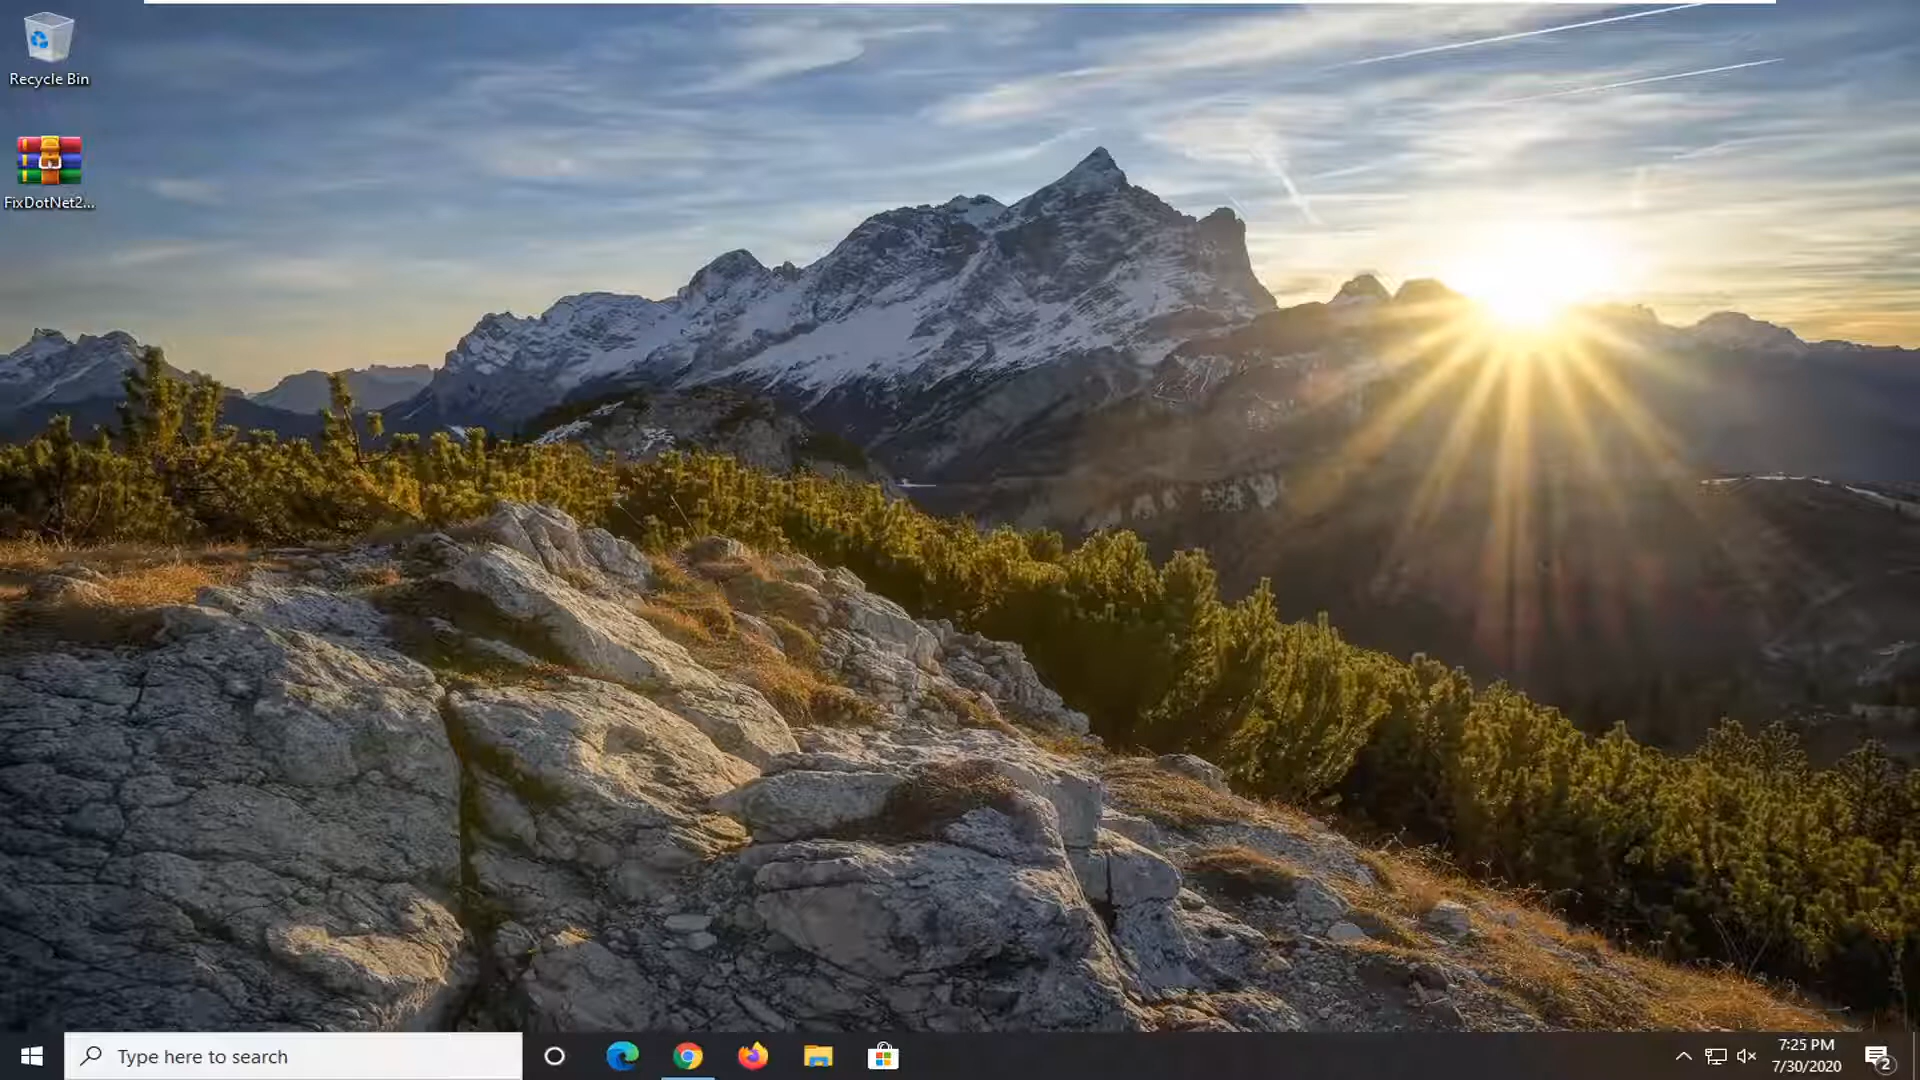 Recycle Bin
FixDotNet2...
Type here to search
7:25 PM
7/30/2020
2